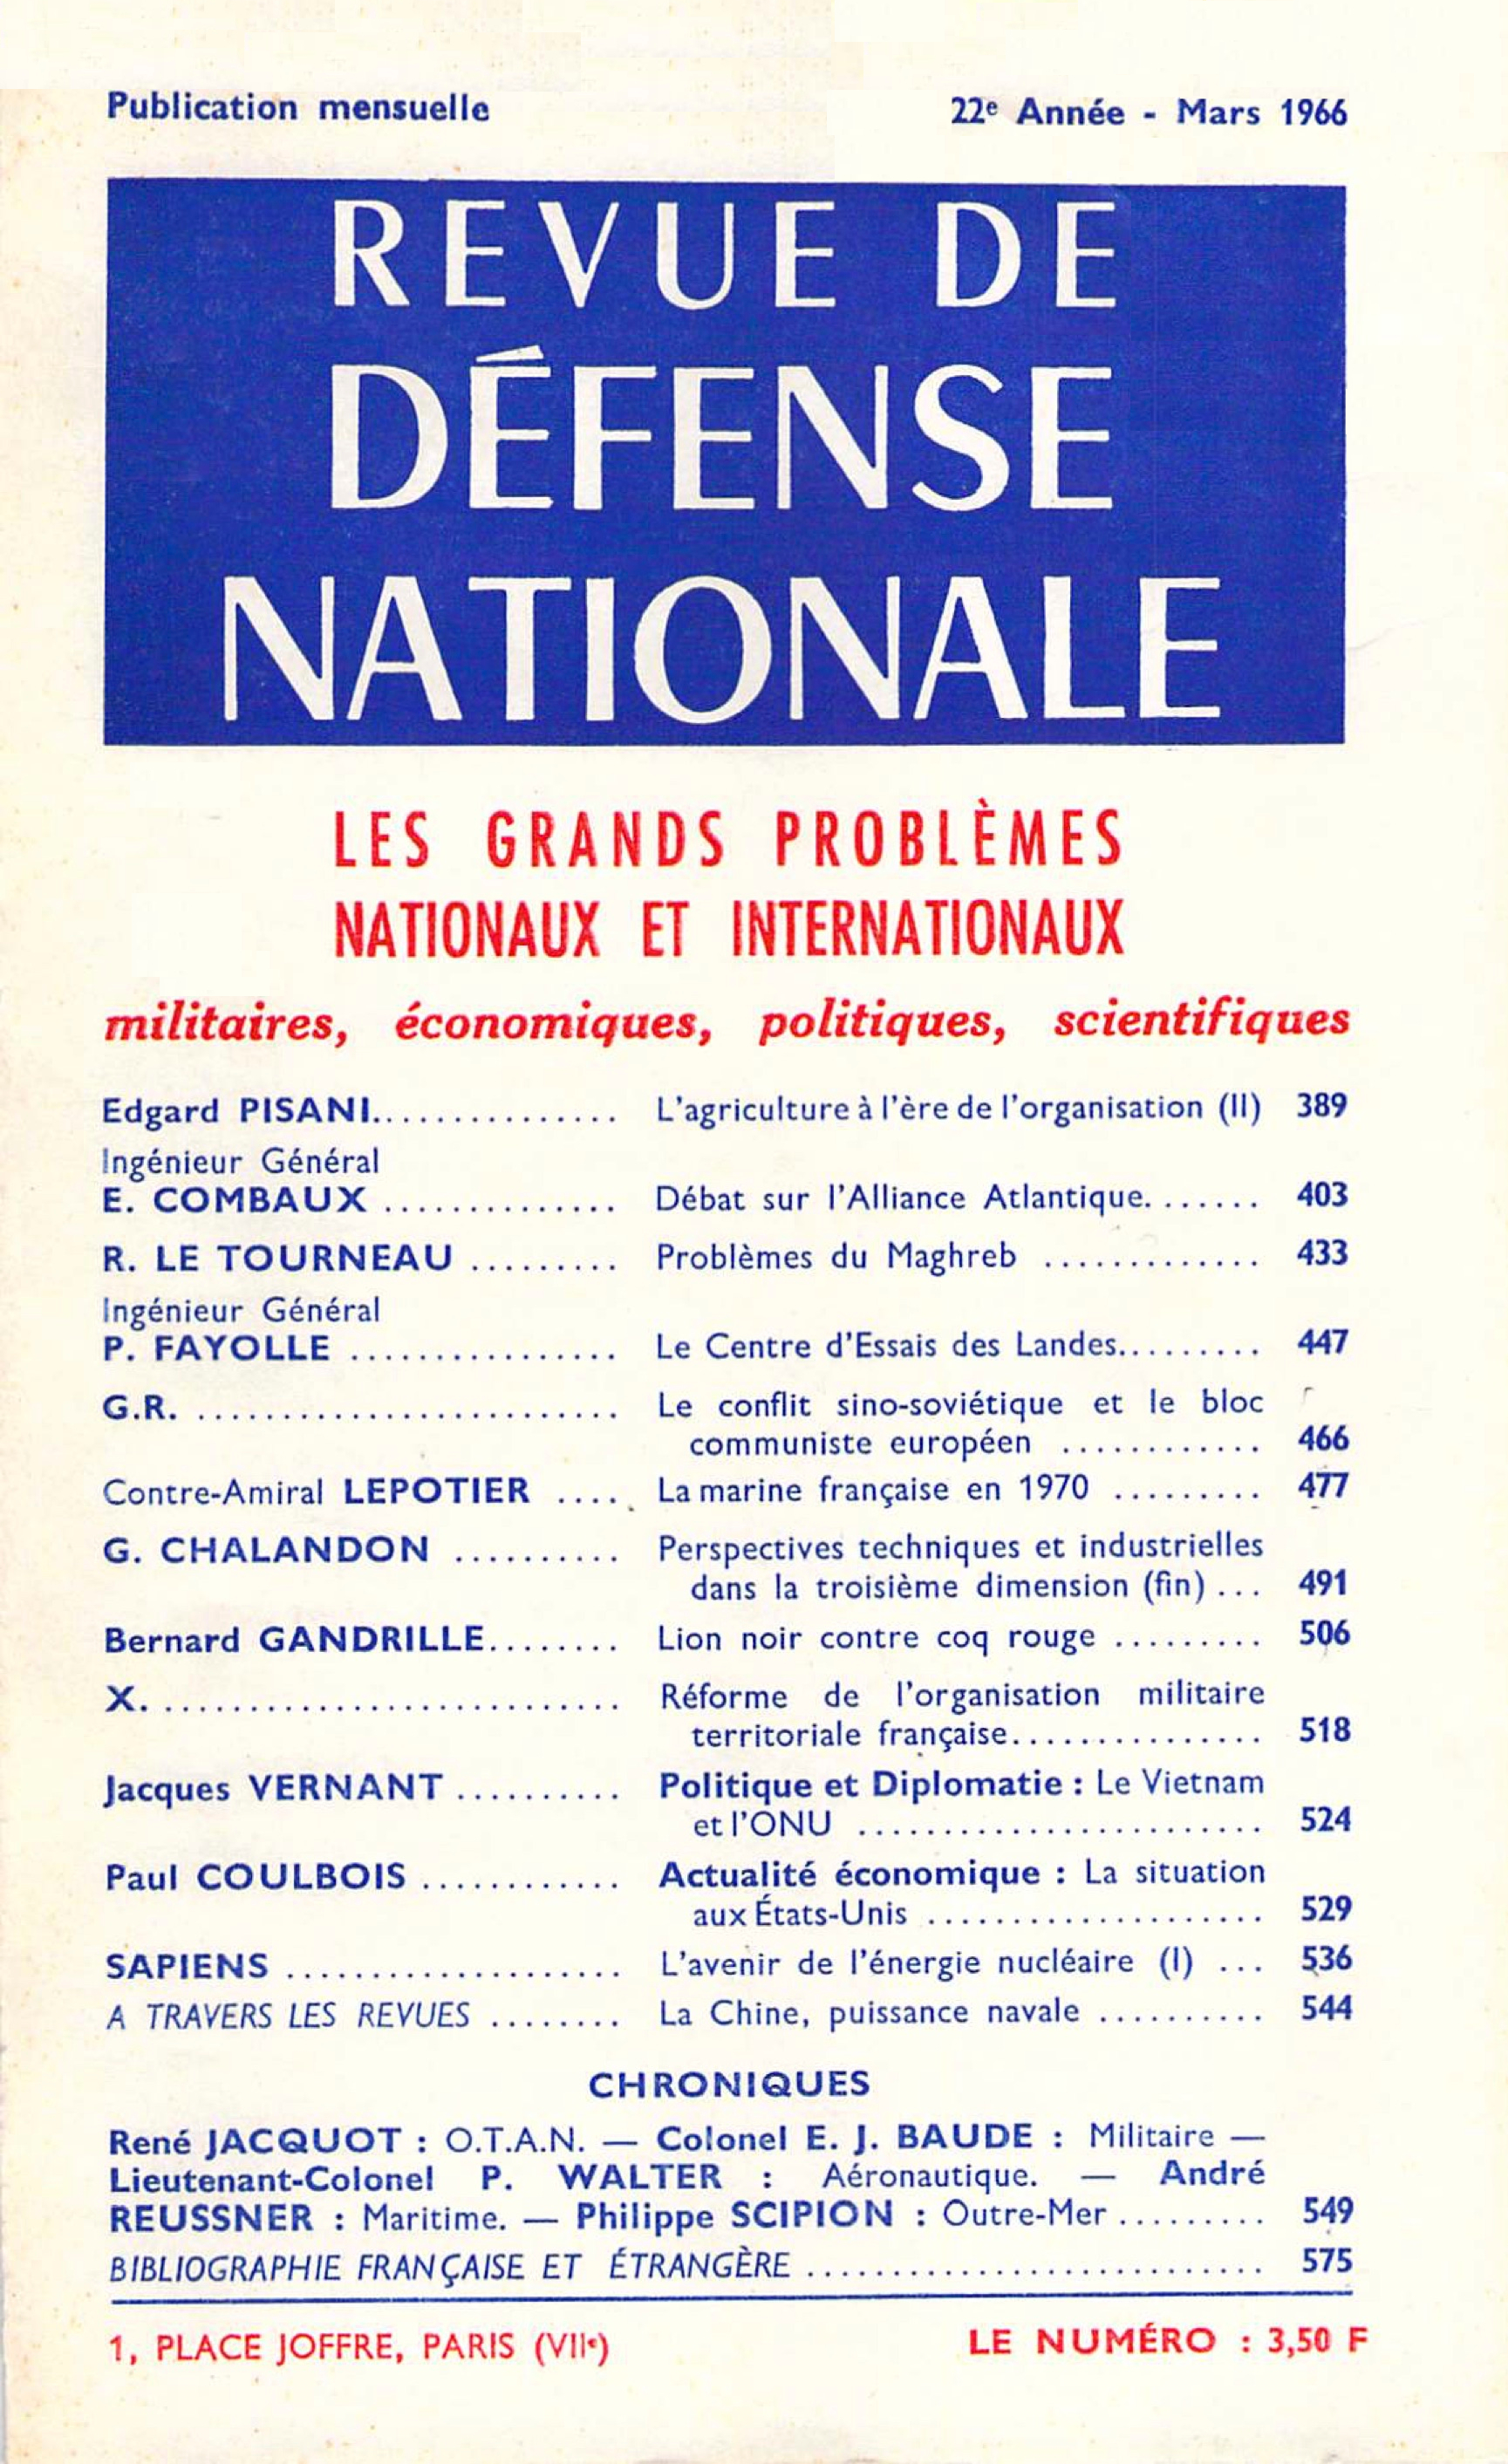 Publication mensuelle 22e Année - Mars 1966
REVUE DE
DÉFENSE
NATIONALE
LES GRANDS PROBLÈMES
NATIONAUX ET INTERNATIONAUX
militaires, économiques, politiques, scientifiques
Edgard PISANI............... L'agriculture à l'ère de l'organisation (II) 389
Ingénieur Général
E. COMBAUX .............. Débat sur l'Alliance Atlantique....... 403
R. LE TOURNEAU ......... Problèmes du Maghreb ............. 433
Ingénieur Général
P. FAYOLLE ................ Le Centre d'Essais des Landes......... 447
G.R. .......................... Le conflit sino-soviétique et le bloc
communiste européen ............ 466
Contre-Amiral LEPOTIER ..... La marine française en 1970 ......... 477
G. CHALANDON .......... Perspectives techniques et industrielles
dans la troisième dimension (fin) ... 491
Bernard GANDRILLE........ Lion noir contre coq rouge ......... 506
X. ............................ Réforme de l'organisation militaire
territoriale française............... 518
Jacques VERNANT .......... Politique et Diplomatie : Le Vietnam
et l'ONU ........................ 524
Paul COULBOIS ............ Actualité économique : La situation
aux États-Unis .................... 529
SAPIENS .................... L'avenir de l'énergie nucléaire (I) ... 536
A TRAVERS LES REVUES ........ La Chine, puissance navale .......... 544
CHRONIQUES
René JACQUOT : O.T.A.N. — Colonel E. J. BAUDE : Militaire —
Lieutenant-Colonel P. WALTER : Aéronautique. — André
REUSSNER : Maritime. — Philippe SCIPION : Outre-Mer ......... 549
BIBLIOGRAPHIE FRANÇAISE ET ÉTRANGÈRE ............................ 575
1, PLACE JOFFRE, PARIS (VIIe) LE NUMÉRO : 3,50 F